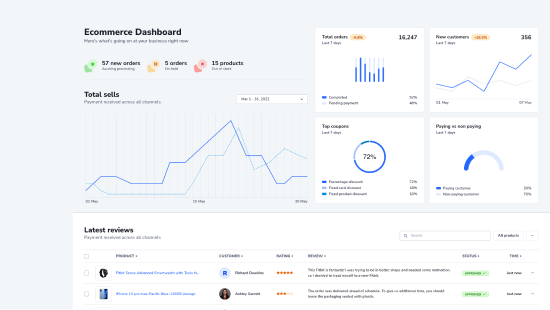 Ecommerce Dashboard
Here's what's going on at your business right now
57 new orders
Awaiting processing
5 orders
On hold
15 products
Out of stock
Total sells
Payment received across all channels
Mar 1 - 31, 2022
01 May
15 May
30 May
Total orders
-6.8%
16,247
Last 7 days
Completed
52%
Pending payment
48%
New customers
+26.5%
356
Last 7 days
01 May
07 May
Top coupons
Last 7 days
72%
Percentage discount
72%
Fixed card discount
18%
Fixed product discount
10%
Paying vs non paying
Last 7 days
Paying customer
30%
Non-paying customer
70%
Latest reviews
Payment received across all channels
Search
All products
PRODUCT
CUSTOMER
RATING
REVIEW
STATUS
TIME
Fitbit Sense Advanced Smartwatch with Tools fo...
R
Richard Dawkins
This Fitbit is fantastic! I was trying to be in better shape and needed some motivation,
so I decided to treat myself to a new Fitbit.
APPROVED
Just now
iPhone 13 pro max-Pacific Blue-128GB storage
Ashley Garrett
The order was delivered ahead of schedule. To give us additional time, you should
leave the packaging sealed with plastic.
APPROVED
Just now